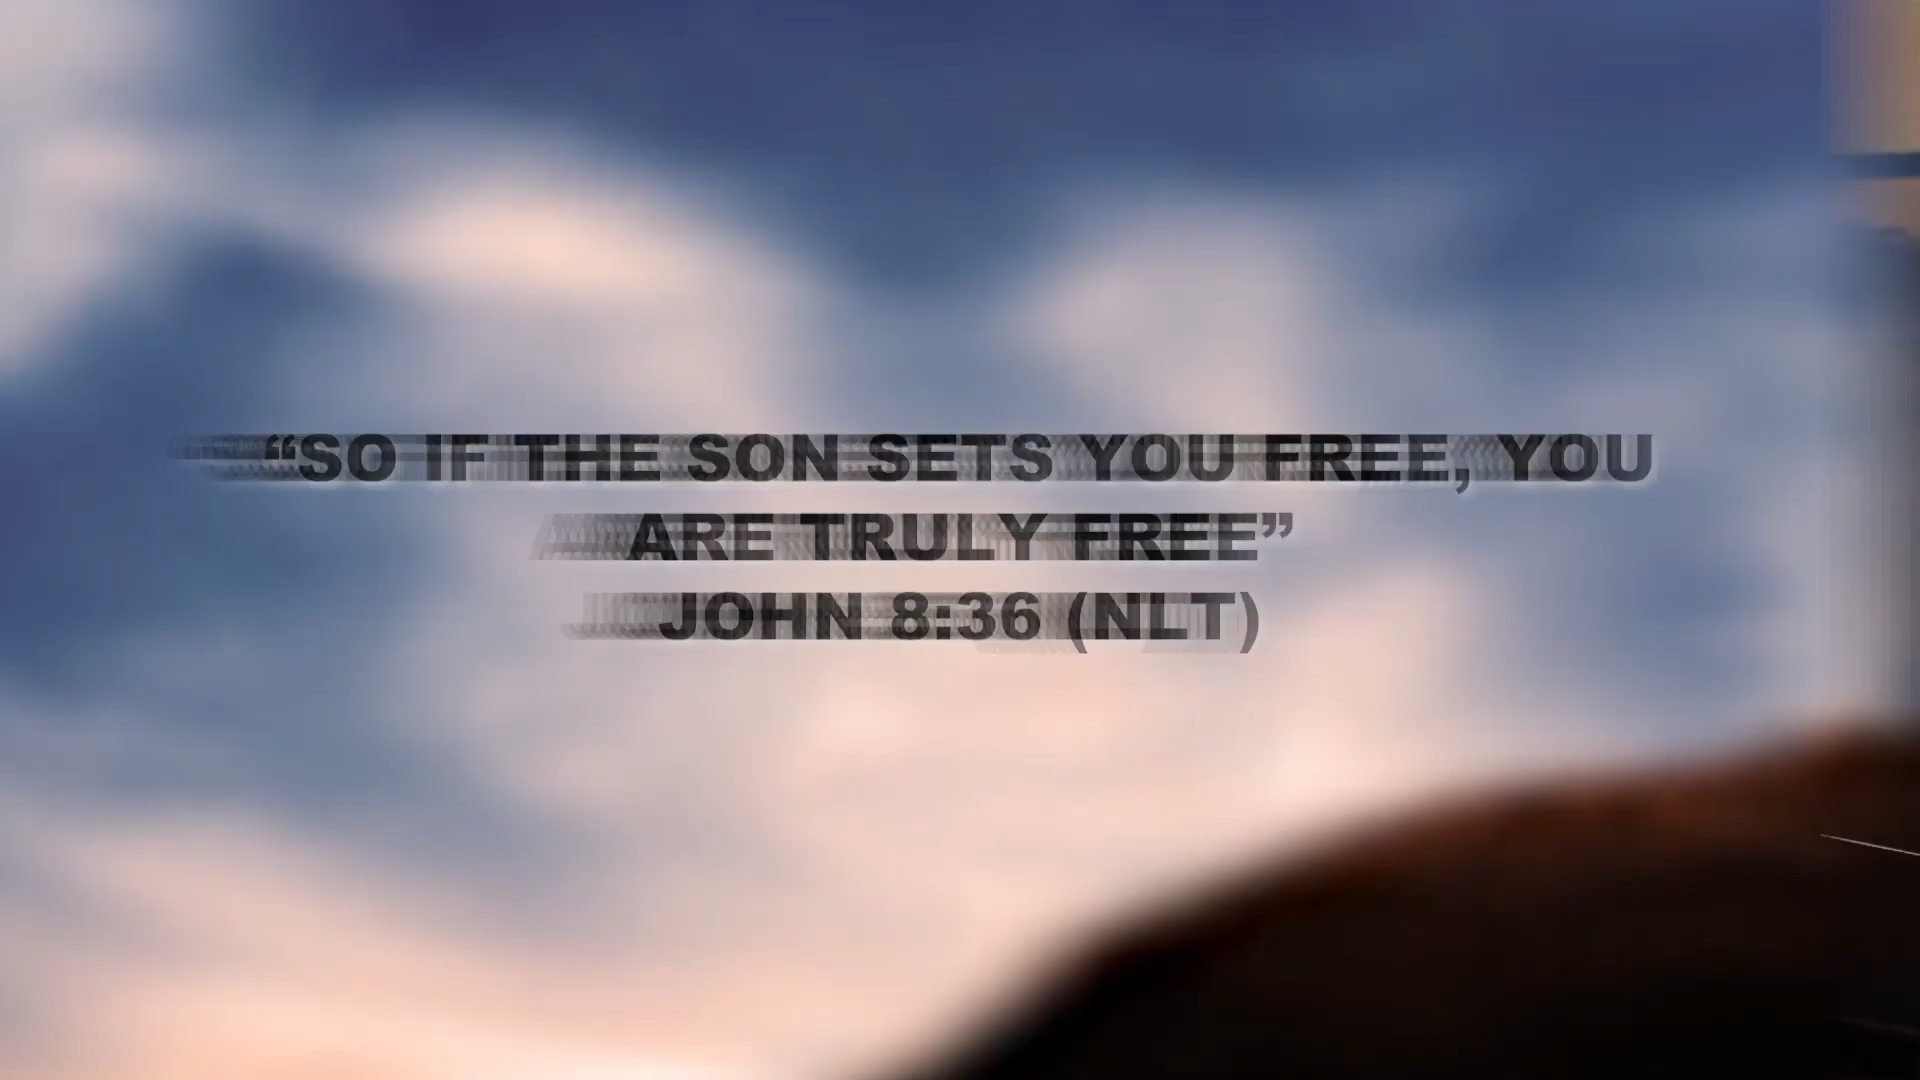 “SO IF THE SON SETS YOU FREE, YOU
ARE TRULY FREE”
JOHN 8:36 (NLT)